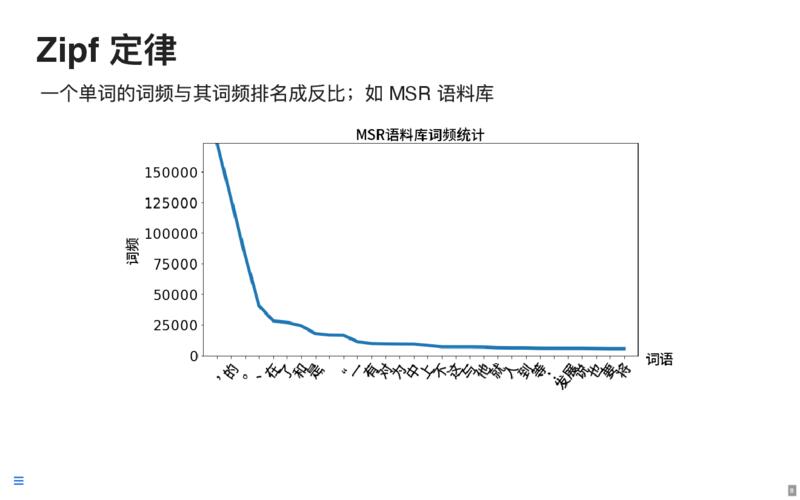 Zipf 定律
一个单词的词频与其词频排名成反比；如 MSR 语料库
MSR语料库词频统计
词频
150000
125000
100000
75000
50000
25000
0
， 的 。 、 在 了 和 是 “ 一 有 对 为 中 上 不 这 与 他 就 人 到 等 ： 发展 说 也 要 将
词语